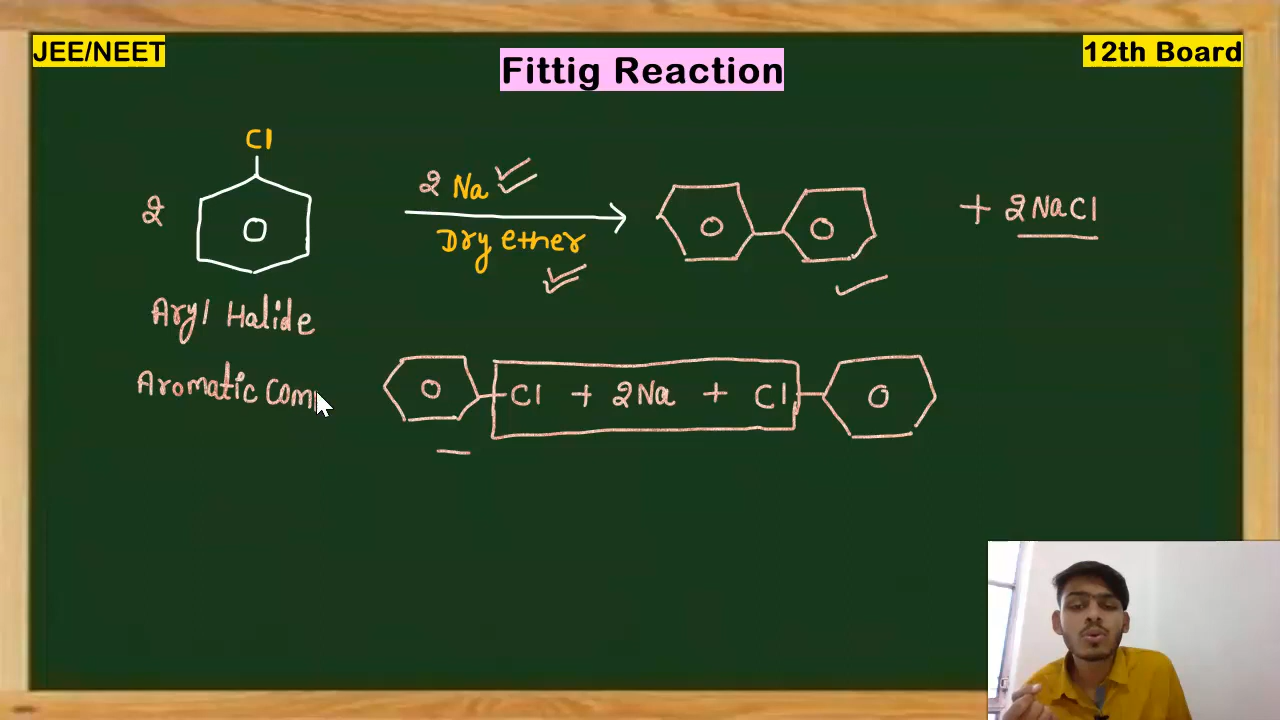 JEE/NEET
12th Board
Fittig Reaction
Cl
2
2 Na
Dry ether
+ 2NaCl
Aryl Halide
Aromatic Com
Cl + 2Na + Cl